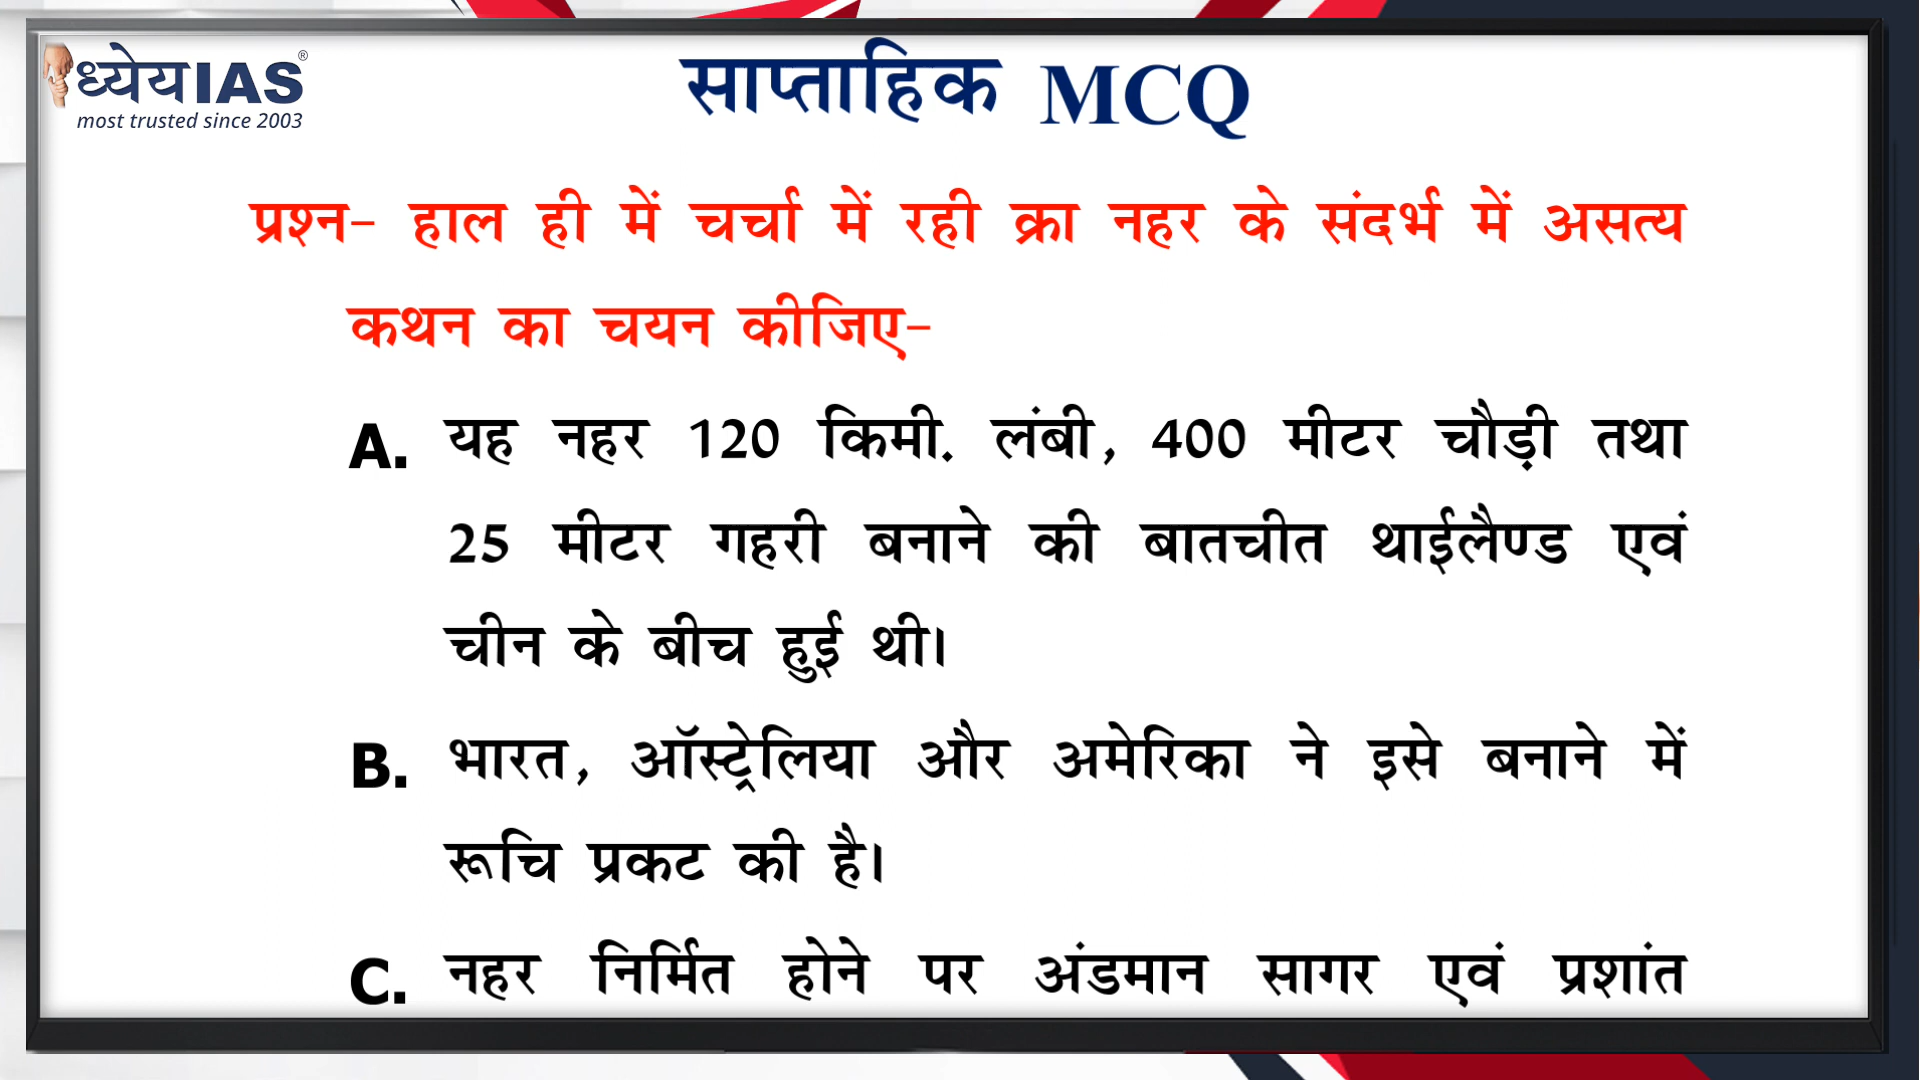 ध्येयIAS®
most trusted since 2003
साप्ताहिक MCQ
प्रश्न- हाल ही में चर्चा में रही क्रा नहर के संदर्भ में असत्य
कथन का चयन कीजिए-
A. यह नहर 120 किमी. लंबी, 400 मीटर चौड़ी तथा
25 मीटर गहरी बनाने की बातचीत थाईलैण्ड एवं
चीन के बीच हुई थी।
B. भारत, ऑस्ट्रेलिया और अमेरिका ने इसे बनाने में
रूचि प्रकट की है।
C. नहर निर्मित होने पर अंडमान सागर एवं प्रशांत